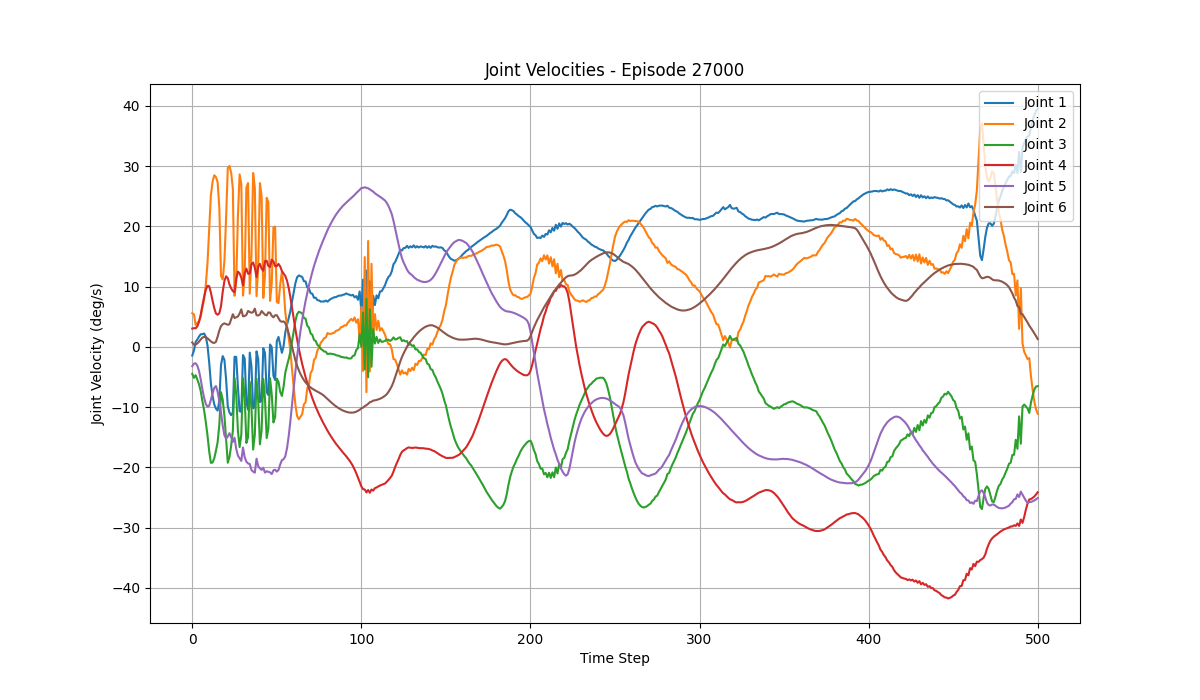 Joint Velocities - Episode 27000
Joint Velocity (deg/s)
40
30
20
10
0
−10
−20
−30
−40
0 100 200 300 400 500
Time Step
Joint 1
Joint 2
Joint 3
Joint 4
Joint 5
Joint 6